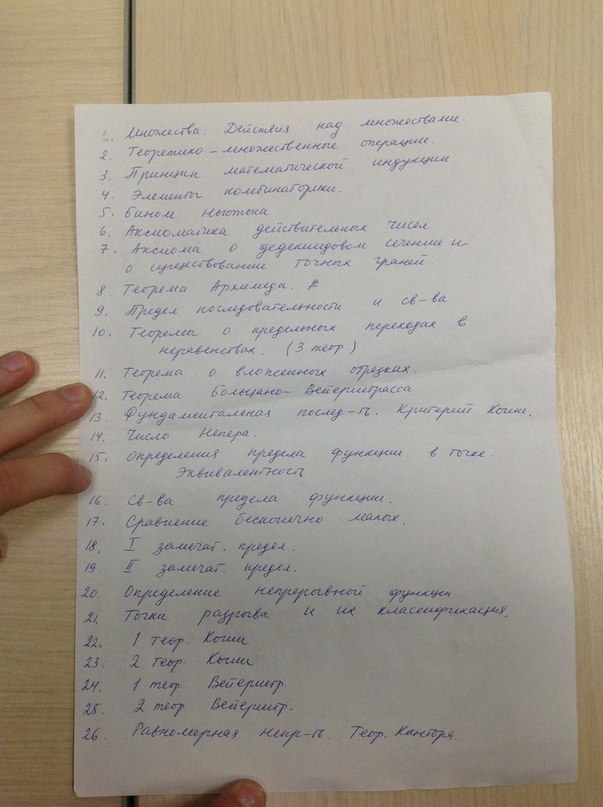 1. Множества. Действия над множествами.
2. Теоретико-множественные операции.
3. Принцип математической индукции.
4. Элементы комбинаторики.
5. Бином Ньютона
6. Аксиоматика действительных чисел
7. Аксиома о дедекиндовом сечение и
о существование точных граней.
8. Теорема Архимеда.
9. Предел последовательности и св-ва
10. Теоремы о предельных переходах в
неравенствах. (3 теор)
11. Теорема о вложенных отрезках.
12. Теорема Больцано-Вейерштрасса
13. Фундаментальная послед-ть. Критерий Коши.
14. Число Непера.
15. Определения предела функции в точке.
Эквивалентность
16. Св-ва придела функции.
17. Сравнение бесконечно малых.
18. I замечат. предел.
19. II замечат. предел.
20. Определение непрерывной функции
21. Точки разрыва и их классификация.
22. 1 теор. Коши
23. 2 теор. Коши
24. 1 теор. Вейерштр.
25. 2 теор Вейерштр.
26. Равномерная непр-ть. Теор. Кантора.